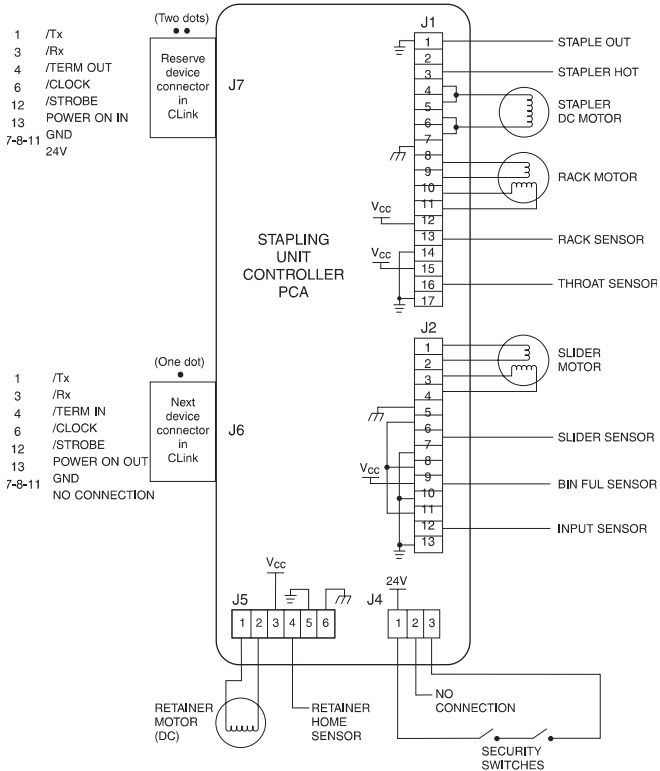 (Two dots)
Reserve
device
connector
in
CLink
1 /Tx
3 /Rx
4 /TERM OUT
6 /CLOCK
12 /STROBE
13 POWER ON IN
7-8-11 GND
24V
J7
STAPLING
UNIT
CONTROLLER
PCA
(One dot)
Next
device
connector
in
CLink
1 /Tx
3 /Rx
4 /TERM IN
6 /CLOCK
12 /STROBE
13 POWER ON OUT
7-8-11 GND
NO CONNECTION
J6
J1
1
2
3
4
5
6
7
8
9
10
11
12
13
14
15
16
17
VCC
VCC
STAPLE OUT
STAPLER HOT
STAPLER
DC MOTOR
RACK MOTOR
RACK SENSOR
THROAT SENSOR
J2
1
2
3
4
5
6
7
8
9
10
11
12
13
VCC
SLIDER
MOTOR
SLIDER SENSOR
BIN FUL SENSOR
INPUT SENSOR
VCC
J5
1 2 3 4 5 6
RETAINER
MOTOR
(DC)
RETAINER
HOME
SENSOR
24V
J4
1 2 3
NO
CONNECTION
SECURITY
SWITCHES